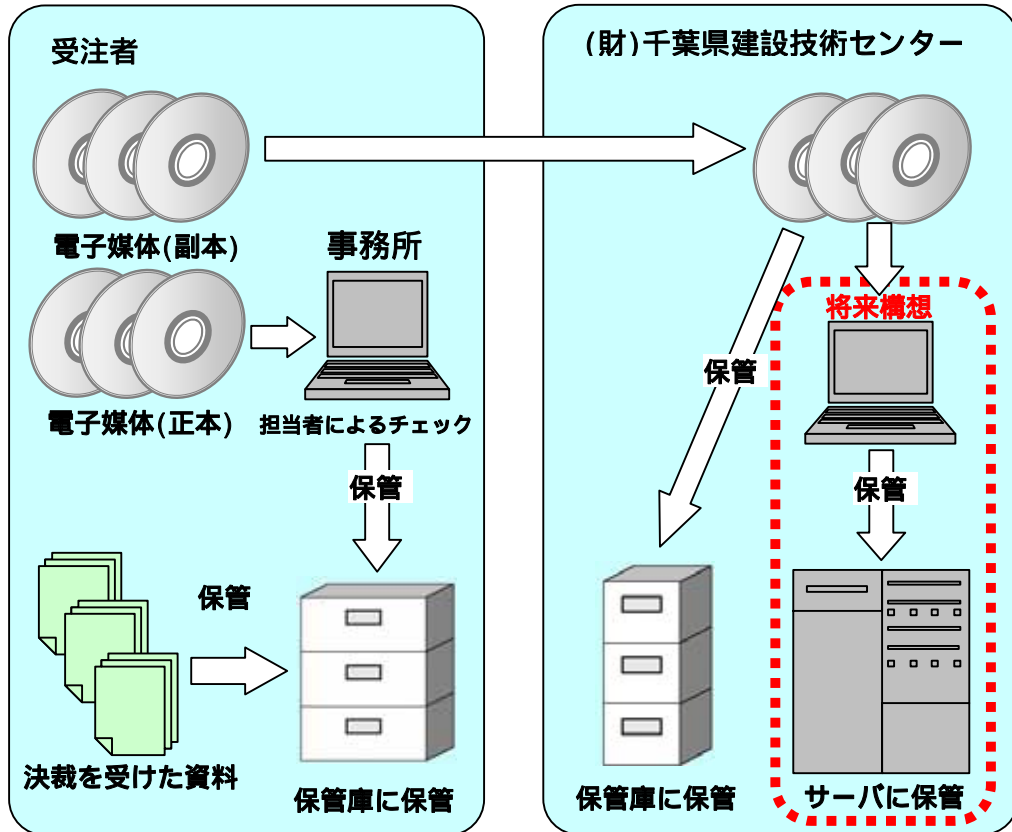 受注者
電子媒体(副本)
事務所
電子媒体(正本)
担当者によるチェック
保管
保管
決裁を受けた資料
保管庫に保管
(財)千葉県建設技術センター
将来構想
保管
保管
保管庫に保管
サーバに保管